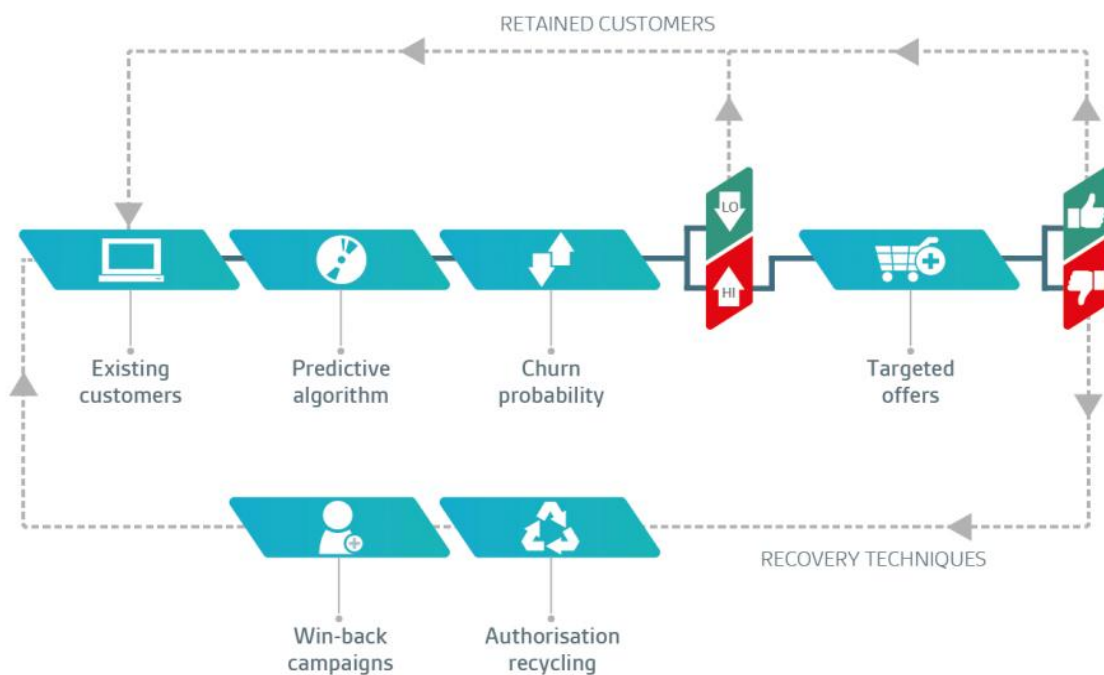 RETAINED CUSTOMERS
LO
HI
Existing
customers
Predictive
algorithm
Churn
probability
Targeted
offers
RECOVERY TECHNIQUES
Win-back
campaigns
Authorisation
recycling